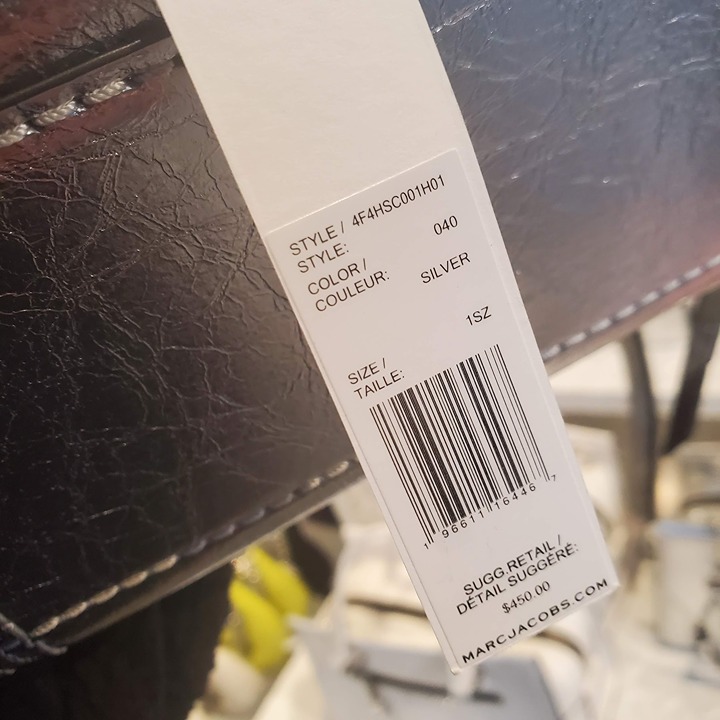 STYLE / 4F4HSC001H01
STYLE:
040
COLOR /
COULEUR: SILVER
1SZ
SIZE /
TAILLE:
1 96611 16446 7
SUGG.RETAIL /
DÉTAIL SUGGÉRÉ:
$450.00
MARCJACOBS.COM